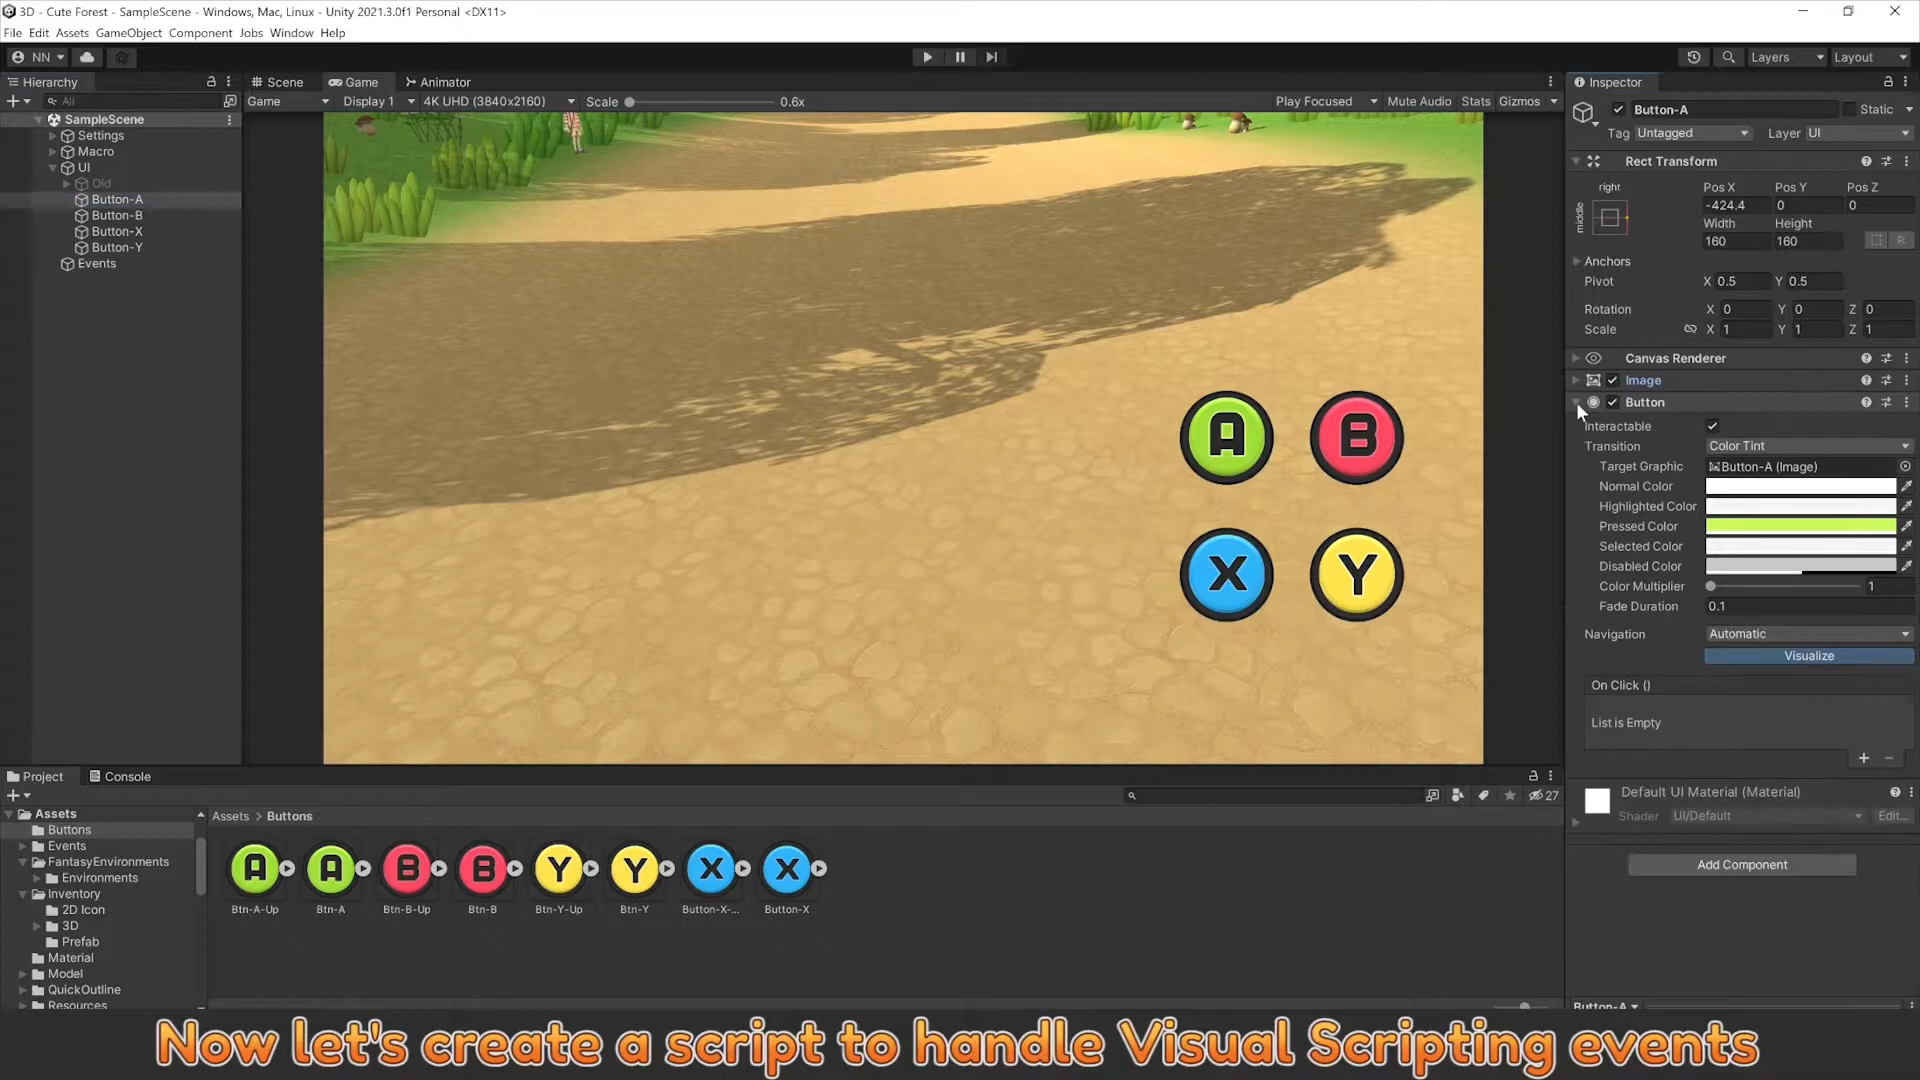 3D - Cute Forest - SampleScene - Windows, Mac, Linux - Unity 2021.3.0f1 Personal <DX11>
File Edit Assets GameObject Component Jobs Window Help
NN
Layers
Layout
Hierarchy
Scene
Game
Animator
Inspector
All
Game
Display 1
4K UHD (3840x2160)
Scale
0.6x
Play Focused
Mute Audio
Stats
Gizmos
SampleScene
Settings
Macro
UI
Old
Button-A
Button-B
Button-X
Button-Y
Events
A
B
X
Y
Button-A
Static
Tag Untagged
Layer UI
Rect Transform
right
middle
Pos X Pos Y Pos Z
-424.4 0 0
Width Height
160 160
R
Anchors
Pivot X 0.5 Y 0.5
Rotation X 0 Y 0 Z 0
Scale X 1 Y 1 Z 1
Canvas Renderer
Image
Button
Interactable
Transition Color Tint
Target Graphic Button-A (Image)
Normal Color
Highlighted Color
Pressed Color
Selected Color
Disabled Color
Color Multiplier 1
Fade Duration 0.1
Navigation Automatic
Visualize
On Click ()
List is Empty
Default UI Material (Material)
Shader UI/Default Edit...
Add Component
Button-A
Project
Console
27
Assets
Buttons
Events
FantasyEnvironments
Environments
Inventory
2D Icon
3D
Prefab
Material
Model
QuickOutline
Resources
Assets > Buttons
A A B B Y Y X X
Btn-A-Up Btn-A Btn-B-Up Btn-B Btn-Y-Up Btn-Y Button-X-... Button-X
Now let's create a script to handle Visual Scripting events